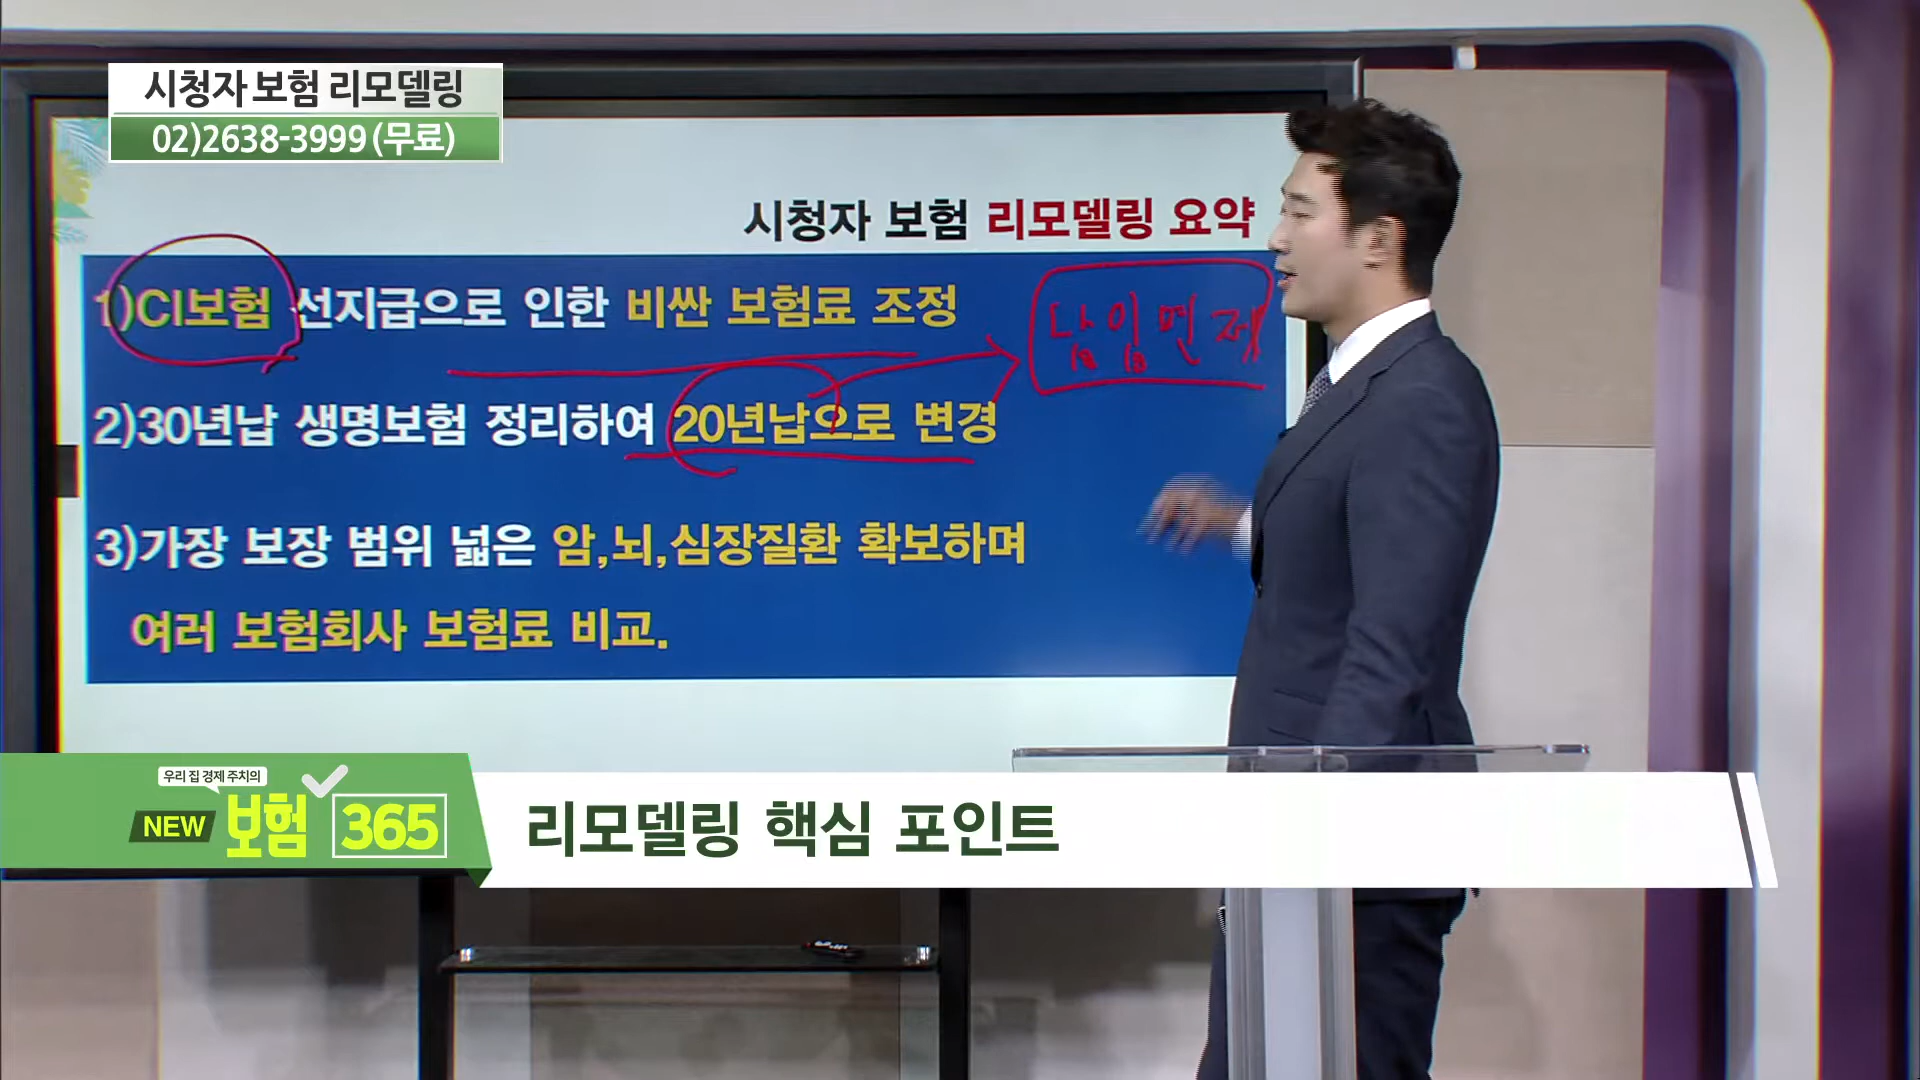 시청자 보험 리모델링
02)2638-3999 (무료)
시청자 보험 리모델링 요약
1)CI보험 선지급으로 인한 비싼 보험료 조정
납입면제
2)30년납 생명보험 정리하여 20년납으로 변경
3)가장 보장 범위 넓은 암,뇌,심장질환 확보하며
여러 보험회사 보험료 비교.
우리 집 경제 주치의
NEW 보험 365
리모델링 핵심 포인트